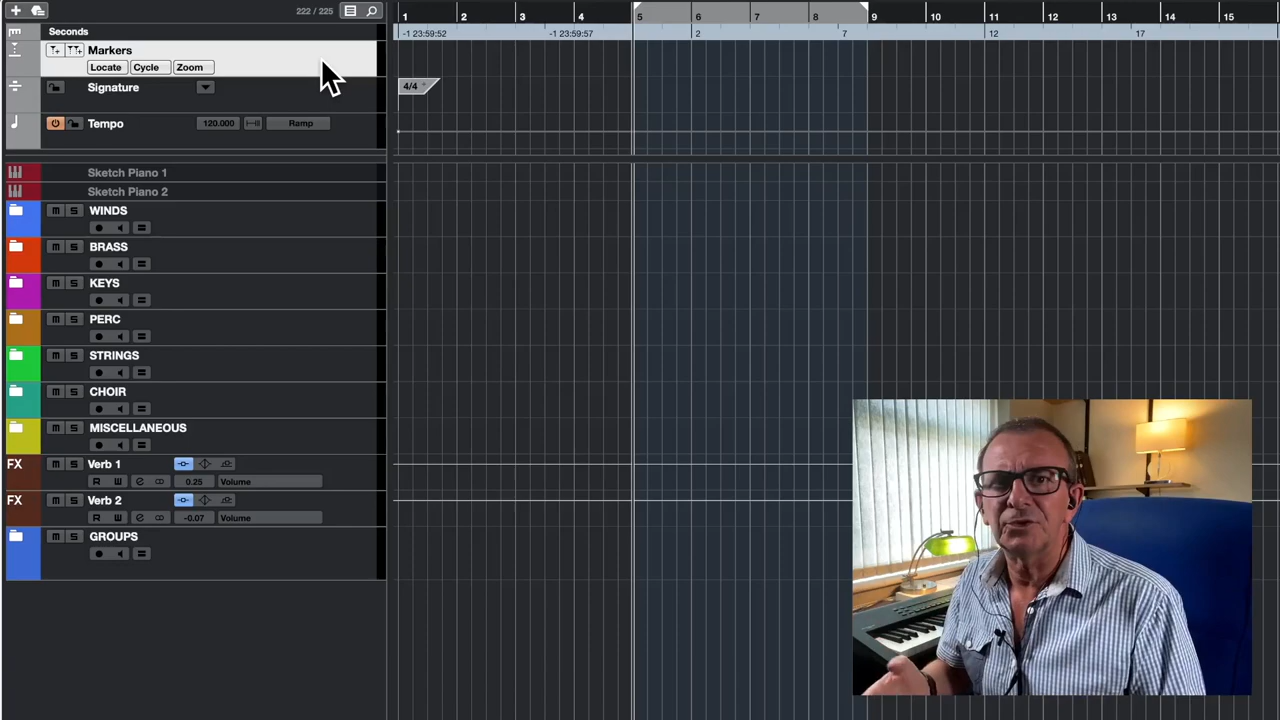 222 / 225
1 2 3 4 5 6 7 8 9 10 11 12 13 14 15
Seconds
-1 23:59:52 -1 23:59:57 2 7 12 17
Markers
Locate Cycle Zoom
Signature
4/4
Tempo 120.000 Ramp
Sketch Piano 1
Sketch Piano 2
M S WINDS
M S BRASS
M S KEYS
M S PERC
M S STRINGS
M S CHOIR
M S MISCELLANEOUS
FX M S Verb 1
R W e 0.25 Volume
FX M S Verb 2
R W e -0.07 Volume
M S GROUPS